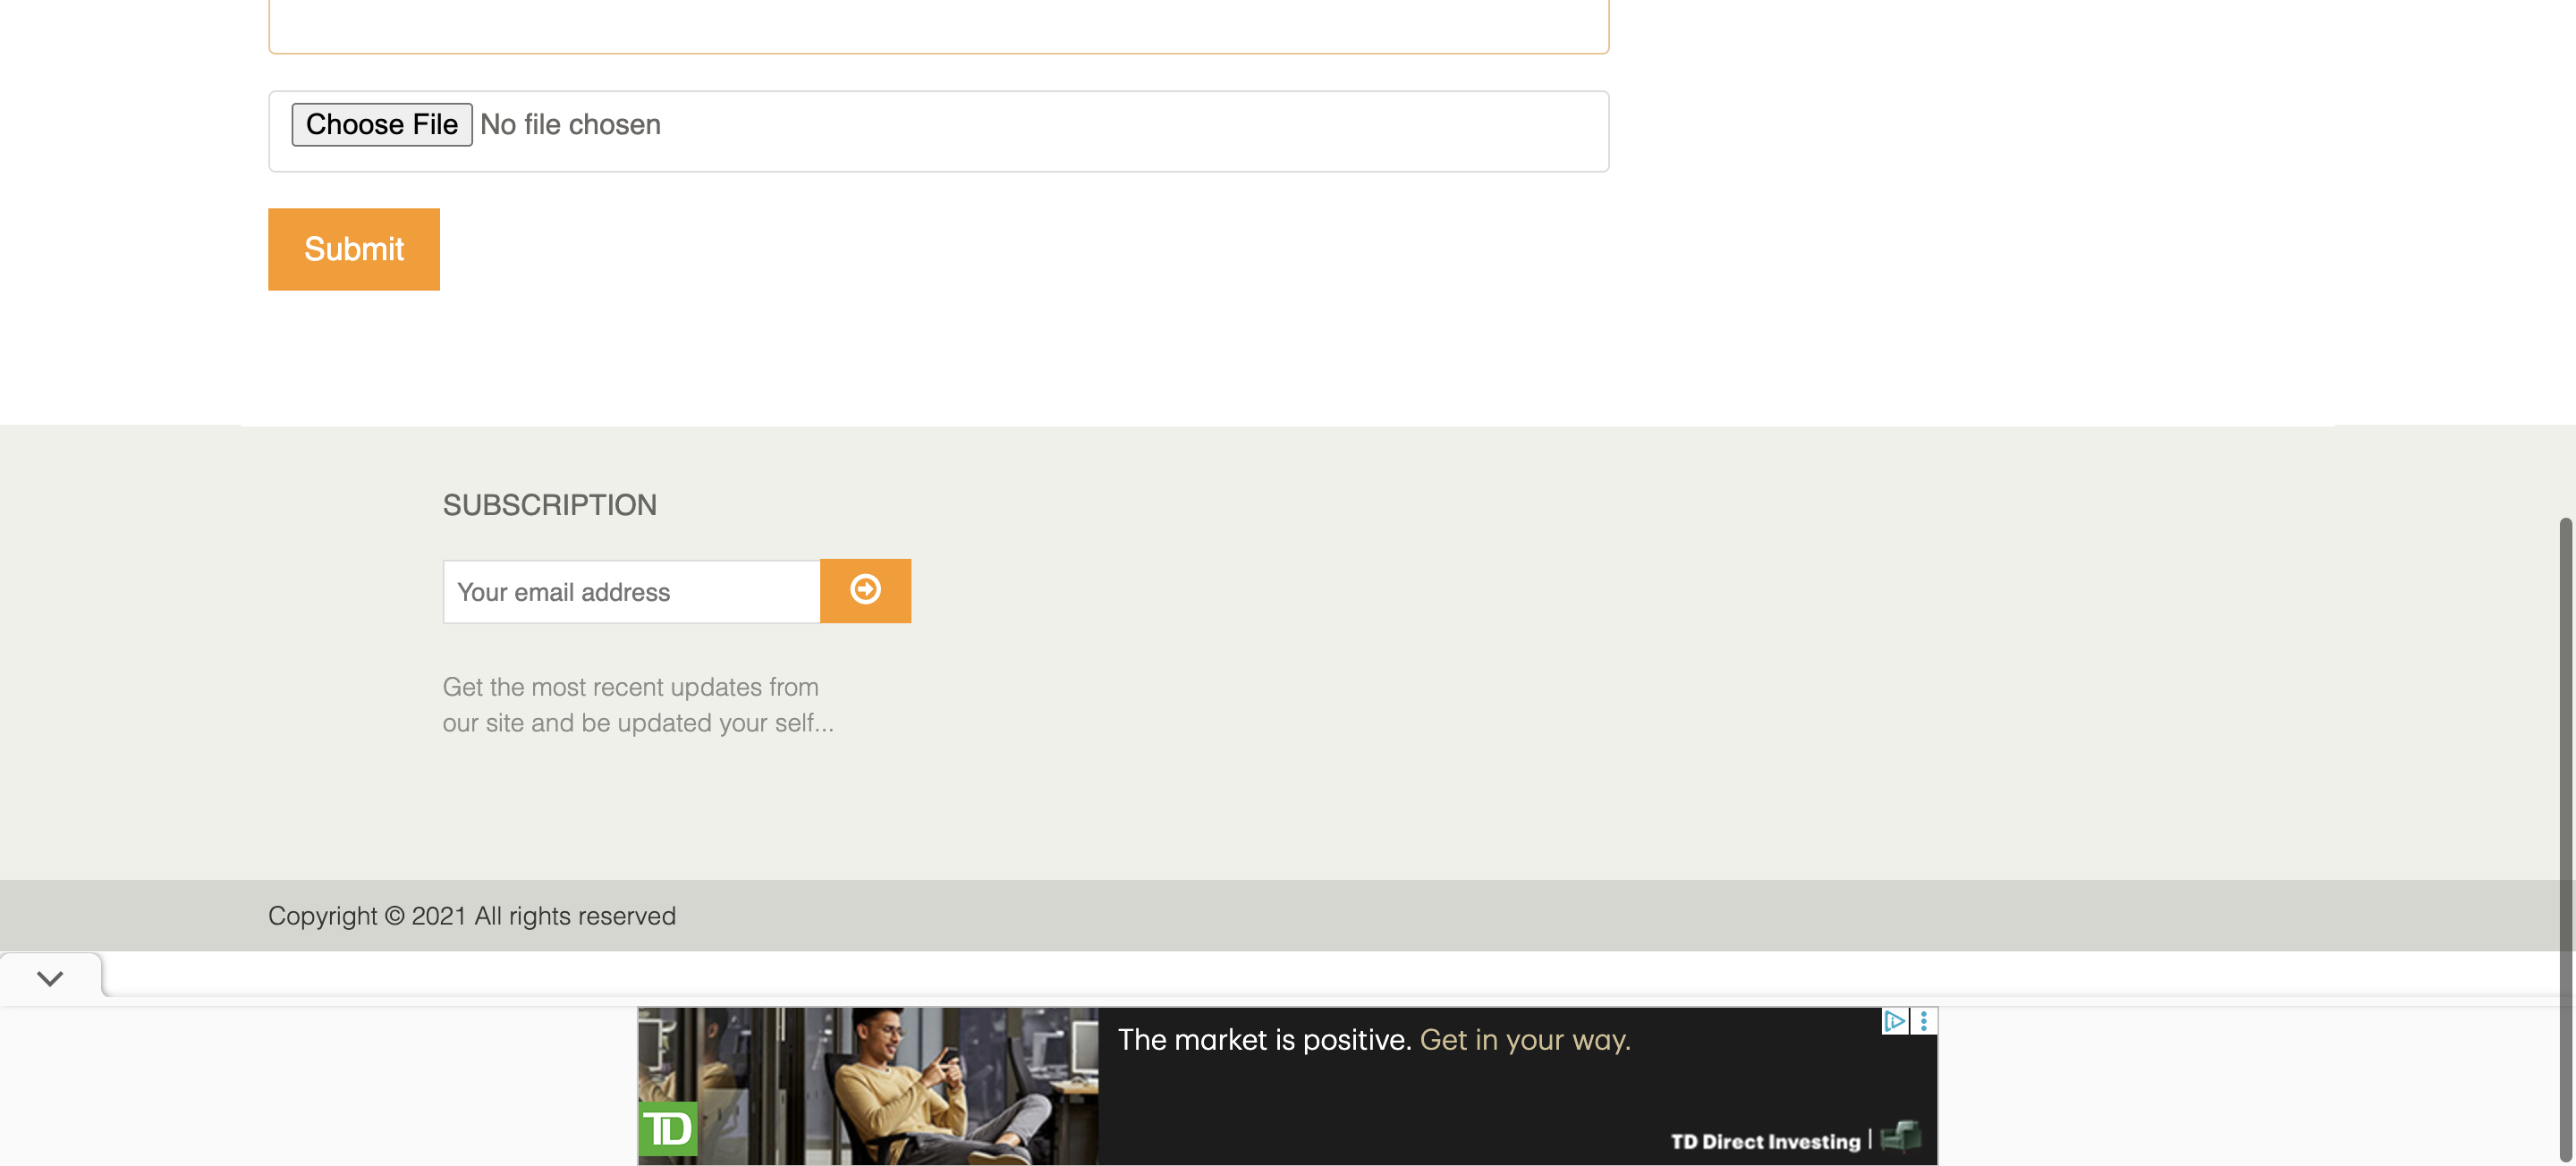 Choose File No file chosen
Submit
SUBSCRIPTION
Your email address
Get the most recent updates from
our site and be updated your self...
Copyright © 2021 All rights reserved
The market is positive. Get in your way.
TD
TD Direct Investing